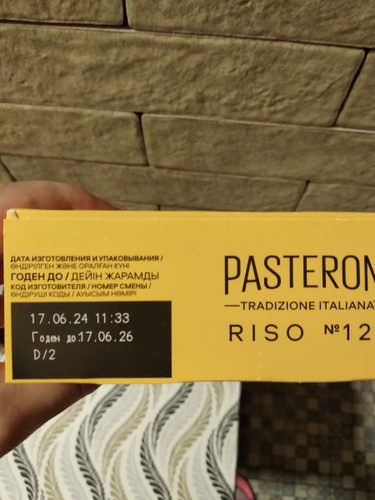 ДАТА ИЗГОТОВЛЕНИЯ И УПАКОВЫВАНИЯ /
ӨНДІРІЛГЕН ЖӘНЕ ОРАЛҒАН КҮНІ
ГОДЕН ДО / ДЕЙІН ЖАРАМДЫ
КОД ИЗГОТОВИТЕЛЯ / НОМЕР СМЕНЫ /
ӨНДІРУШІ КОДЫ / АУЫСЫМ НӨМІРІ
17.06.24 11:33
Годен до:17.06.26
D/2
PASTERON
—TRADIZIONE ITALIANA
RISO №12